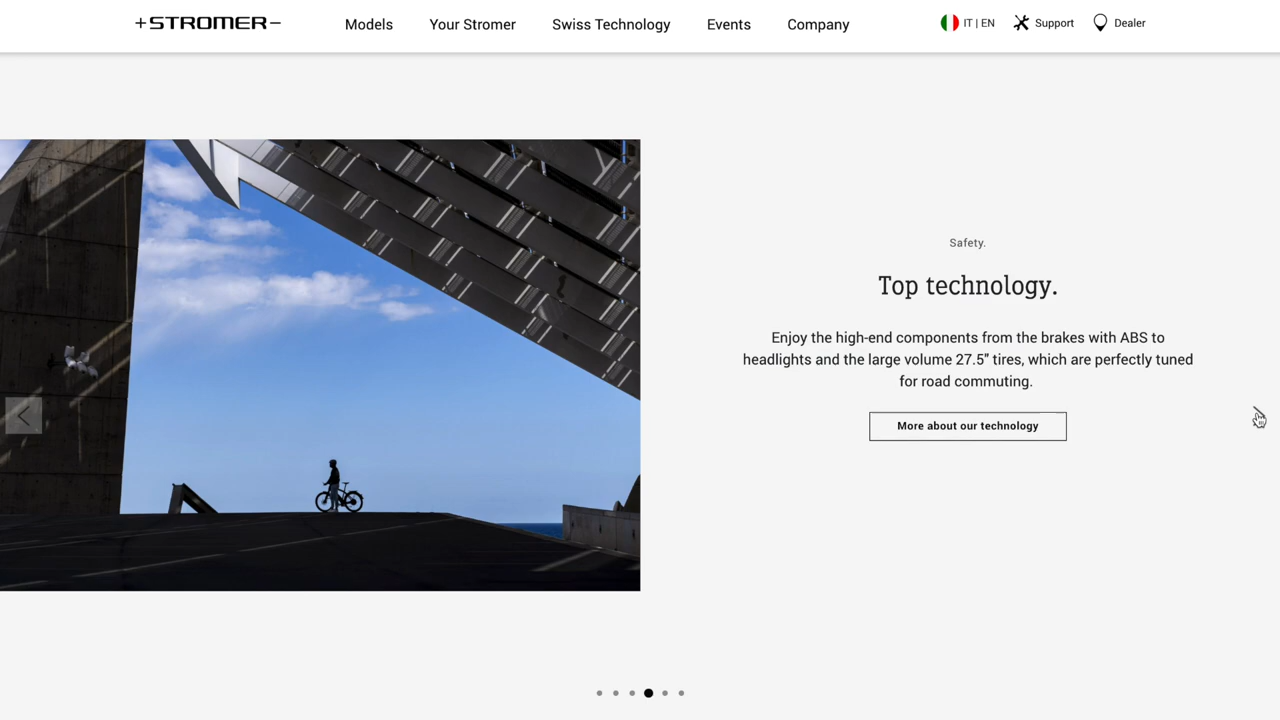 STROMER
Models
Your Stromer
Swiss Technology
Events
Company
IT | EN
Support
Dealer
Safety.
Top technology.
Enjoy the high-end components from the brakes with ABS to
headlights and the large volume 27.5” tires, which are perfectly tuned
for road commuting.
More about our technology